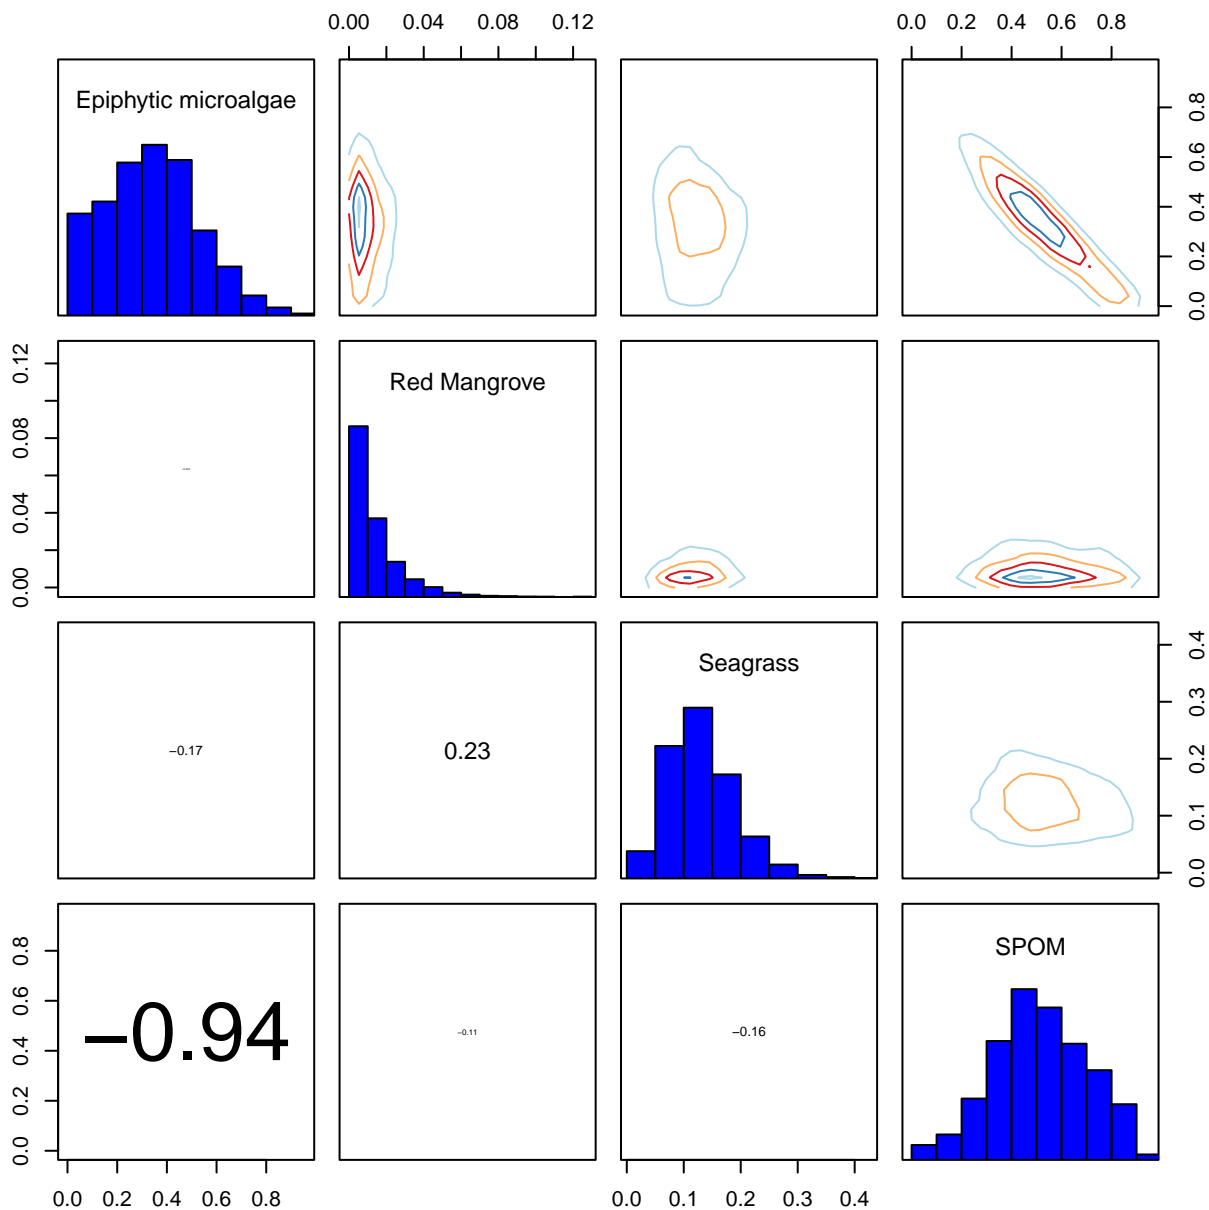 0.00 0.04 0.08 0.12 0.0 0.2 0.4 0.6 0.8
Epiphytic microalgae
0.0 0.2 0.4 0.6 0.8
0.00 0.04 0.08 0.12
Red Mangrove
−0.17
0.23
Seagrass
0.0 0.1 0.2 0.3 0.4
0.0 0.2 0.4 0.6 0.8
−0.94
−0.11
−0.16
SPOM
0.0 0.2 0.4 0.6 0.8 0.0 0.1 0.2 0.3 0.4